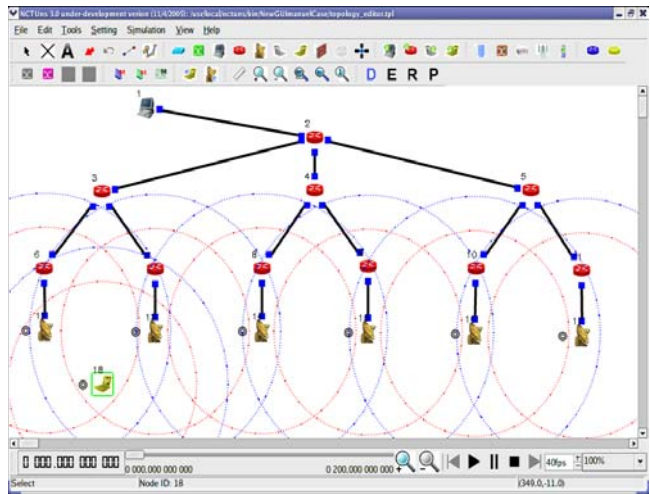 NCTUns 3.0 under-development verion (11/4/2005): /usr/local/nctuns/bin/NewGUImanuelCase/topology_editor.tpl
File Edit Tools Setting Simulation View Help
A
D E R P
1
2
3 4 5
6 8 10
18
0 000 .000 000 000
0 000.000 000 000
0 200.000 000 000
40fps
100%
Select
Node ID: 18
(349.0,-11.0)